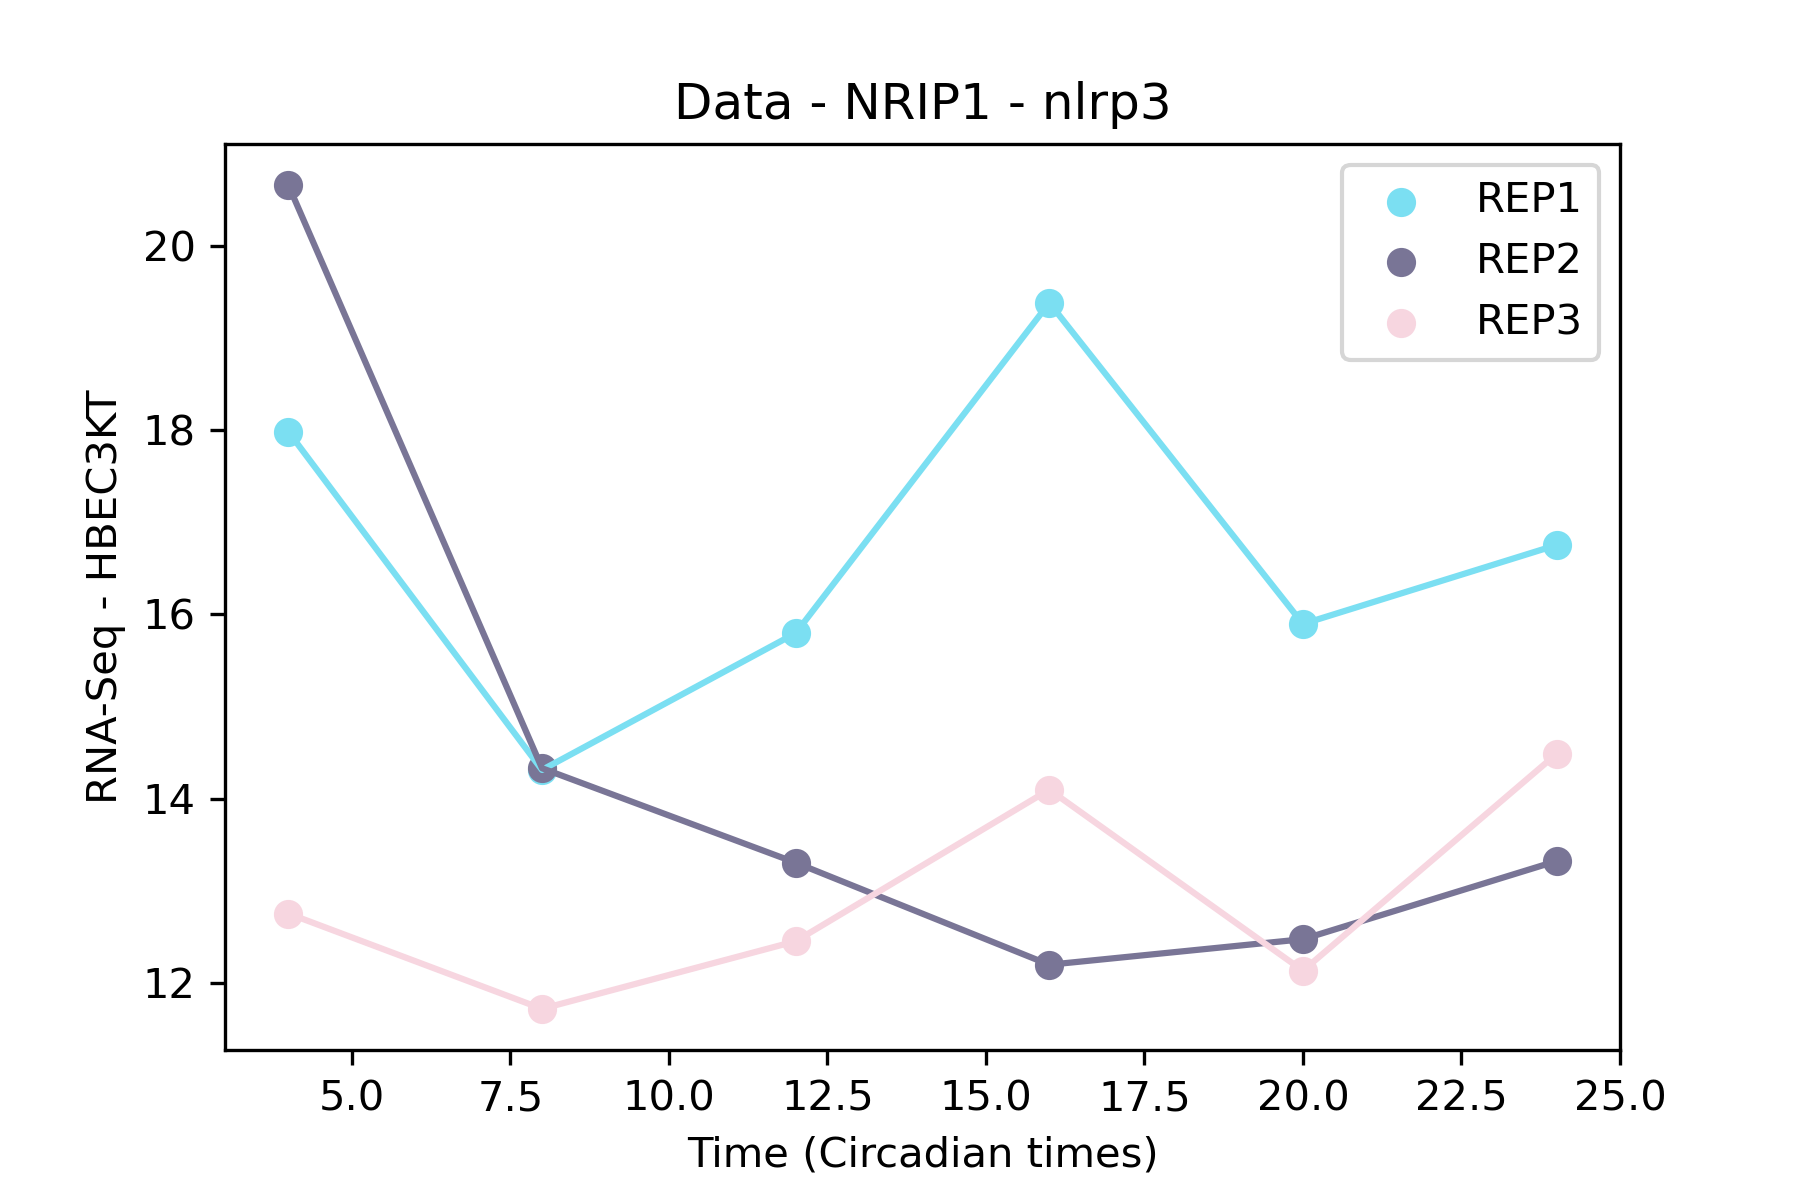 Data - NRIP1 - nlrp3
REP1
REP2
REP3
RNA-Seq - HBEC3KT
20
18
16
14
12
5.0 7.5 10.0 12.5 15.0 17.5 20.0 22.5 25.0
Time (Circadian times)